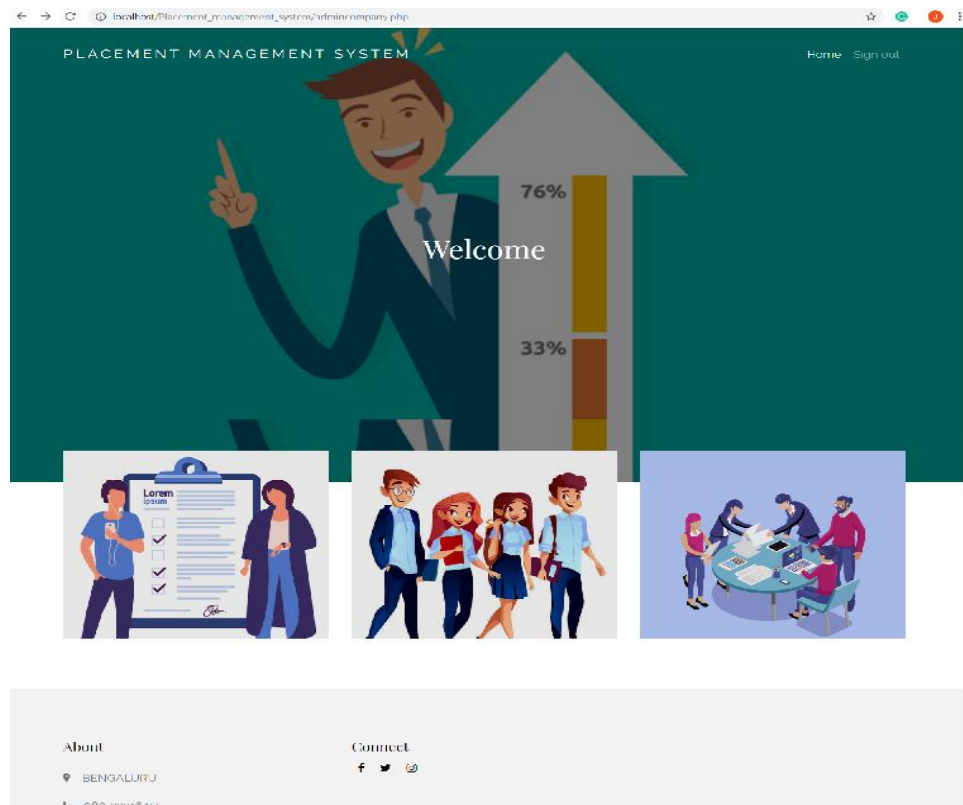 localhost/Placement_management_system/admincompany.php
PLACEMENT MANAGEMENT SYSTEM
Home Sign out
76%
Welcome
33%
Lorem
ipsum
About
Connect
BENGALURU